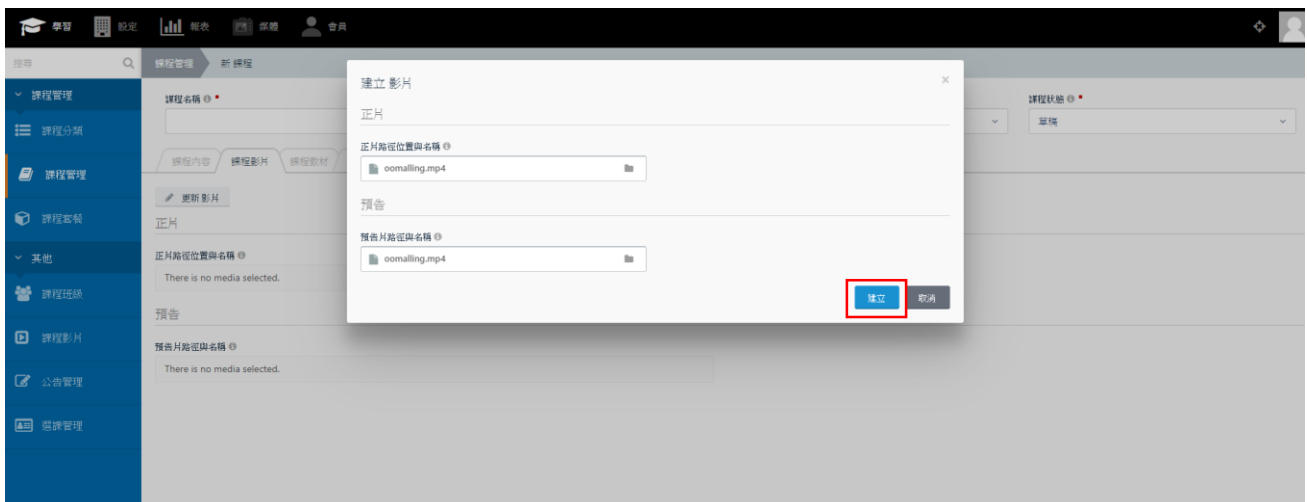 學習
設定
報表
媒體
會員
搜尋
課程管理
新 課程
課程管理
課程分類
課程管理
課程套餐
其他
課程班級
課程影片
公告管理
選課管理
課程名稱
課程狀態
草稿
課程內容
課程影片
課程教材
更新 影片
正片
正片路徑位置與名稱
There is no media selected.
預告
預告片路徑與名稱
There is no media selected.
建立 影片
×
正片
正片路徑位置與名稱
oomalling.mp4
預告
預告片路徑與名稱
oomalling.mp4
建立
取消